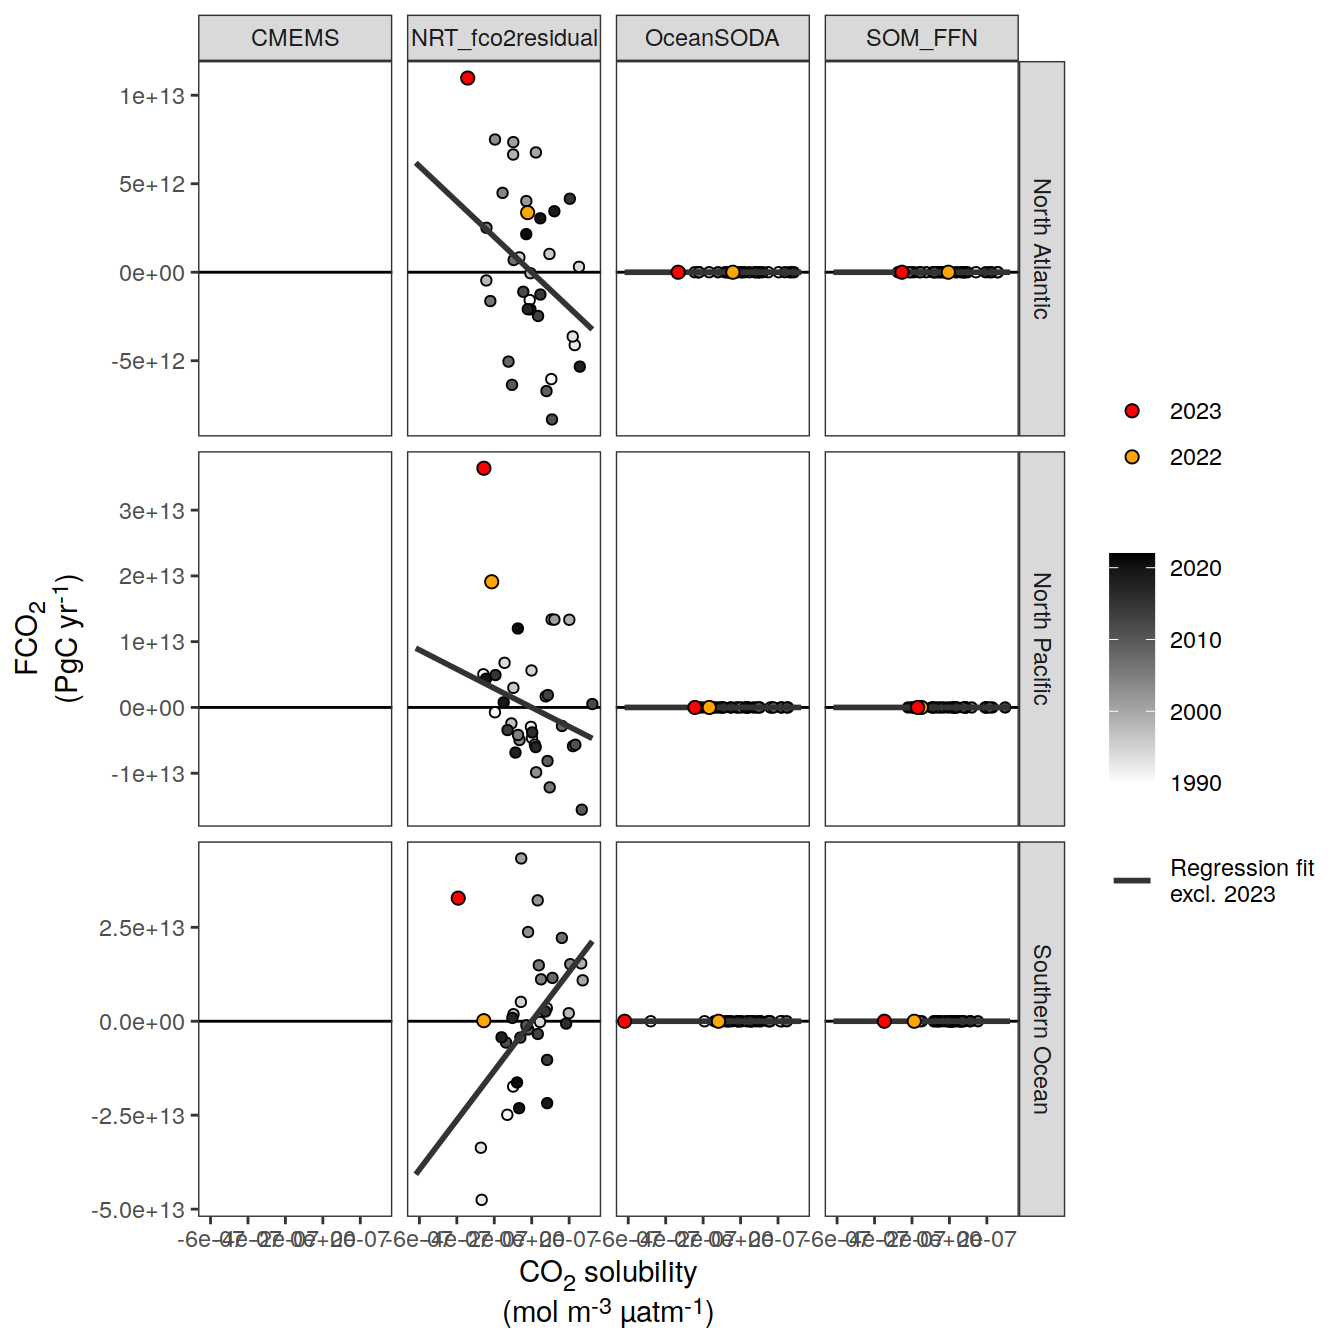 CMEMS NRT_fco2residual OceanSODA SOM_FFN
1e+13
5e+12
0e+00
-5e+12
North Atlantic
3e+13
2e+13
1e+13
0e+00
-1e+13
North Pacific
2.5e+13
0.0e+00
-2.5e+13
-5.0e+13
Southern Ocean
FCO2
(PgC yr-1)
CO2 solubility
(mol m-3 µatm-1)
2023
2022
2020
2010
2000
1990
Regression fit
excl. 2023